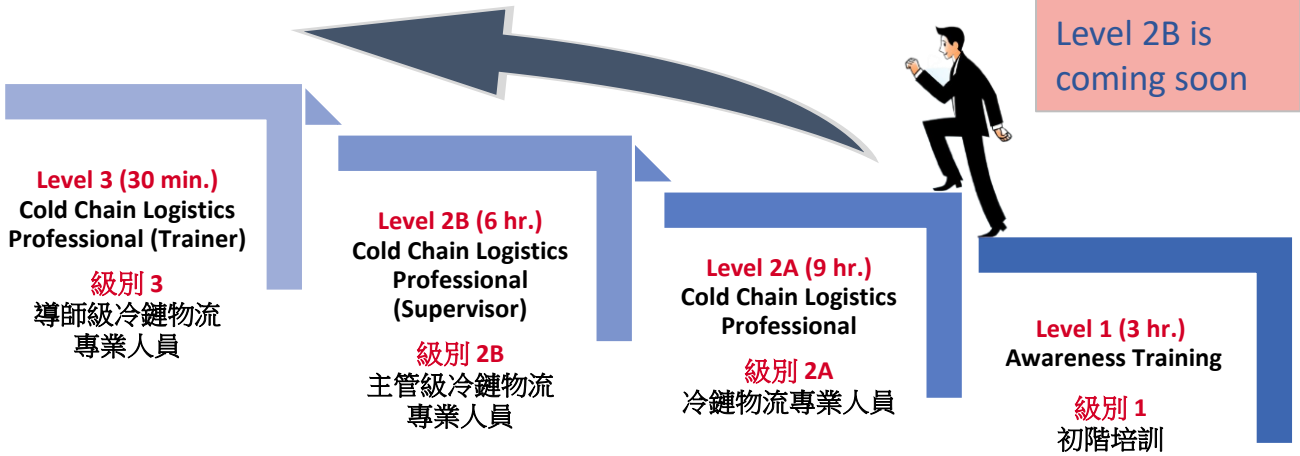 Level 2B is
coming soon
Level 3 (30 min.)
Cold Chain Logistics
Professional (Trainer)
級別 3
導師級冷鏈物流
專業人員
Level 2B (6 hr.)
Cold Chain Logistics
Professional
(Supervisor)
級別 2B
主管級冷鏈物流
專業人員
Level 2A (9 hr.)
Cold Chain Logistics
Professional
級別 2A
冷鏈物流專業人員
Level 1 (3 hr.)
Awareness Training
級別 1
初階培訓